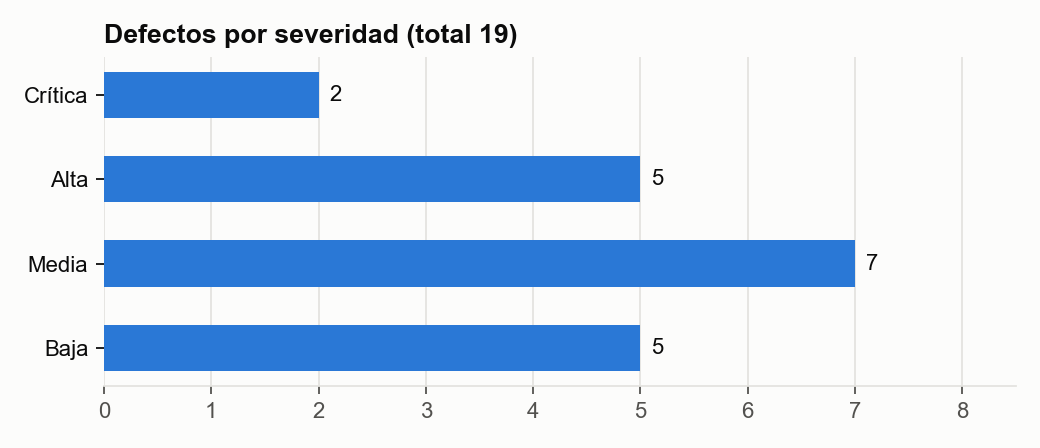 Defectos por severidad (total 19)
Crítica 2
Alta 5
Media 7
Baja 5
0 1 2 3 4 5 6 7 8